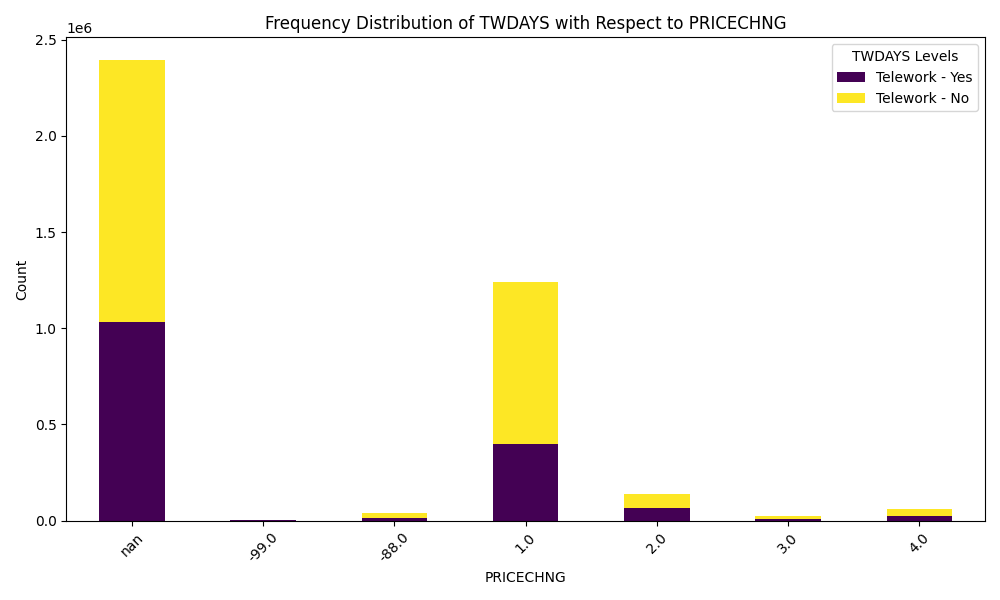 Frequency Distribution of TWDAYS with Respect to PRICECHNG
1e6
2.5
2.0
1.5
1.0
0.5
0.0
Count
TWDAYS Levels
Telework - Yes
Telework - No
nan
-99.0
-88.0
1.0
2.0
3.0
4.0
PRICECHNG